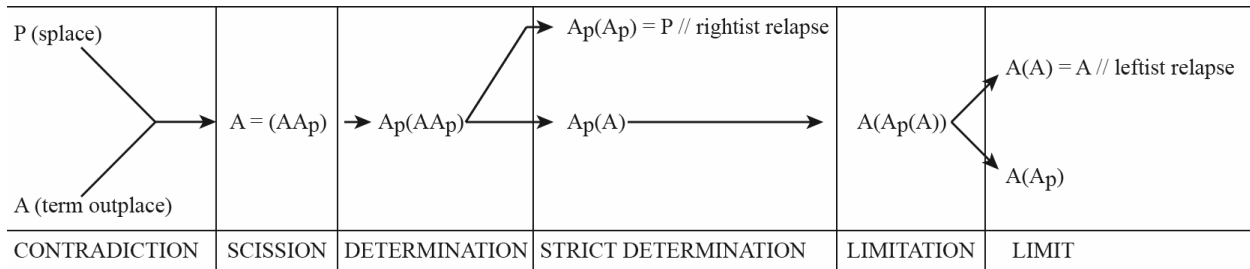 P (splace)
Ap(Ap) = P // rightist relapse
A(A) = A // leftist relapse
A = (AAp)
Ap(AAp)
Ap(A)
A(Ap(A))
A(Ap)
A (term outplace)
CONTRADICTION
SCISSION
DETERMINATION
STRICT DETERMINATION
LIMITATION
LIMIT